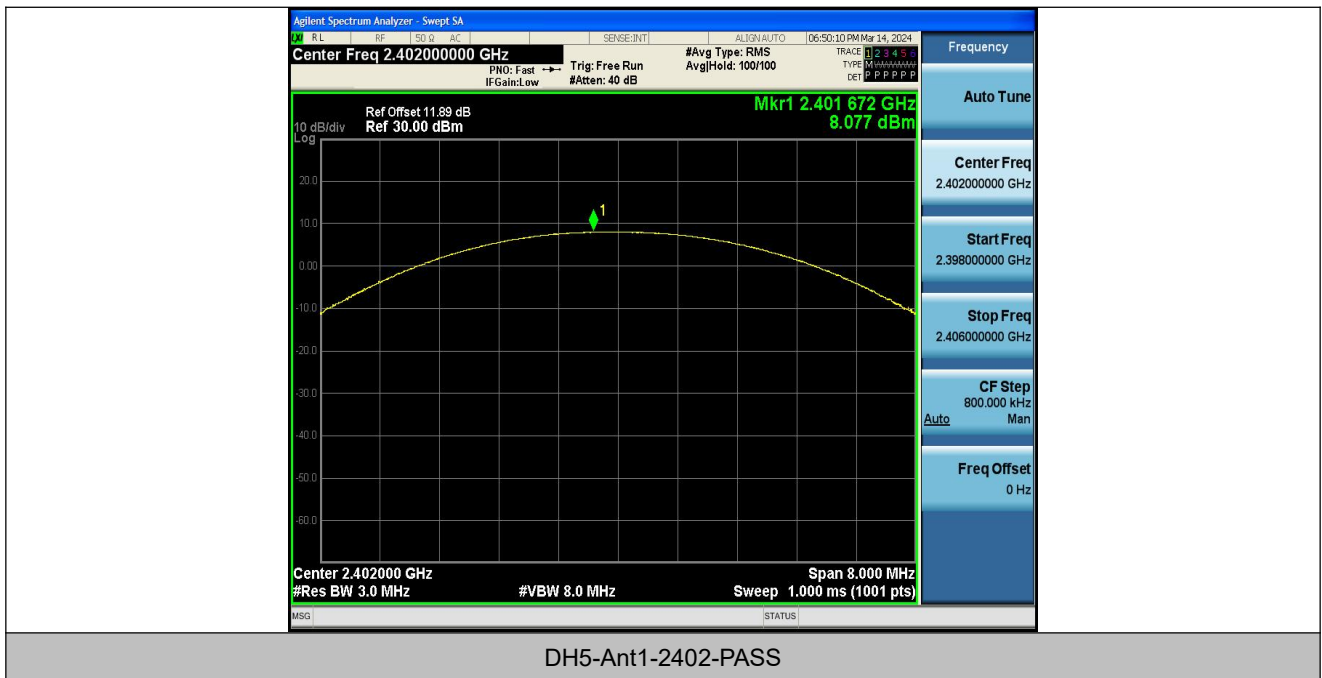 Agilent Spectrum Analyzer - Swept SA
LXI RL RF 50 Ω AC SENSE:INT ALIGN AUTO 06:50:10 PM Mar 14, 2024
Center Freq 2.402000000 GHz
PNO: Fast
IFGain:Low
Trig: Free Run
#Atten: 40 dB
#Avg Type: RMS
Avg|Hold: 100/100
TRACE 1 2 3 4 5 6
TYPE M
DET P P P P P P
Ref Offset 11.89 dB
10 dB/div Ref 30.00 dBm
Log
Mkr1 2.401 672 GHz
8.077 dBm
20.0
10.0
0.00
-10.0
-20.0
-30.0
-40.0
-50.0
-60.0
1
Center 2.402000 GHz Span 8.000 MHz
#Res BW 3.0 MHz #VBW 8.0 MHz Sweep 1.000 ms (1001 pts)
MSG STATUS
Frequency
Auto Tune
Center Freq
2.402000000 GHz
Start Freq
2.398000000 GHz
Stop Freq
2.406000000 GHz
CF Step
800.000 kHz
Auto Man
Freq Offset
0 Hz
DH5-Ant1-2402-PASS